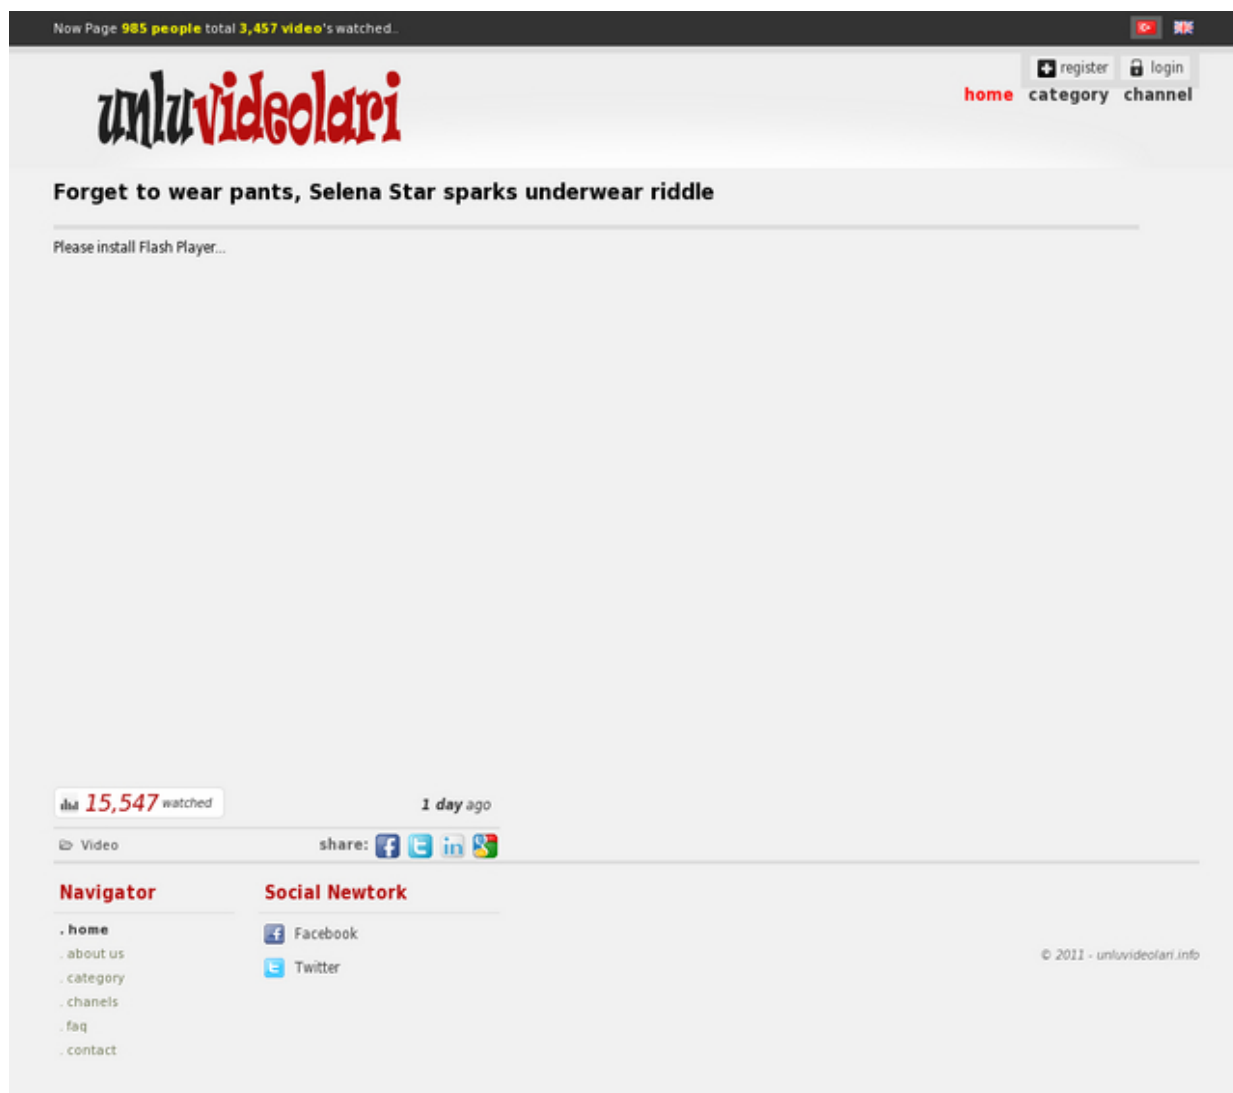 Now Page 985 people total 3,457 video's watched..
register login
unluvideolari
home category channel
Forget to wear pants, Selena Star sparks underwear riddle
Please install Flash Player...
15,547 watched
1 day ago
Video
share:
Navigator
Social Newtork
. home
. about us
. category
. chanels
. faq
. contact
Facebook
Twitter
© 2011 - unluvideolari.info